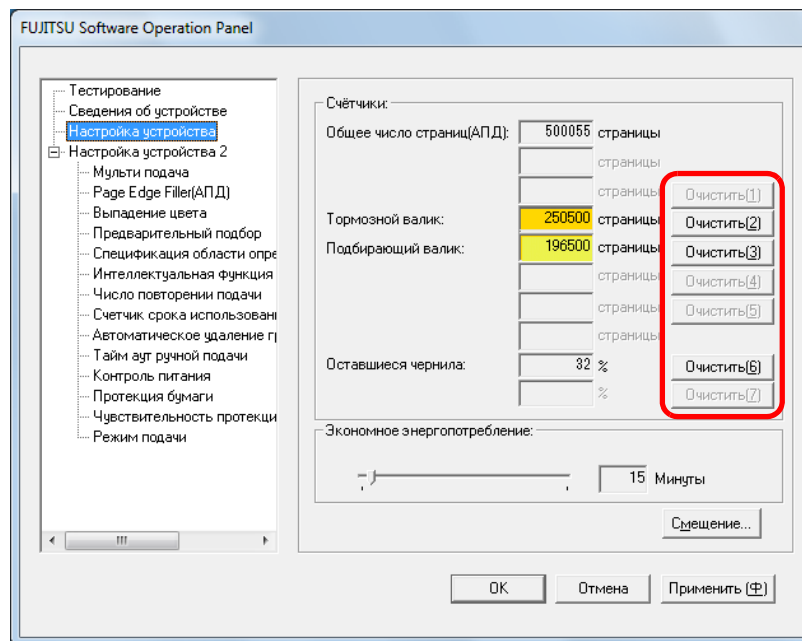 FUJITSU Software Operation Panel
Тестирование
Сведения об устройстве
Настройка устройства
Настройка устройства 2
Мульти подача
Page Edge Filler(АПД)
Выпадение цвета
Предварительный подбор
Спецификация области опре
Интеллектуальная функция
Число повторении подачи
Счетчик срока использован
Автоматическое удаление г
Тайм аут ручной подачи
Контроль питания
Протекция бумаги
Чувствительность протекци
Режим подачи
Счётчики:
Общее число страниц(АПД): 500055 страницы
страницы
страницы Очистить(1)
Тормозной валик: 250500 страницы Очистить(2)
Подбирающий валик: 196500 страницы Очистить(3)
страницы Очистить(4)
страницы Очистить(5)
страницы
Оставшиеся чернила: 32 % Очистить(6)
% Очистить(7)
Экономное энергопотребление:
15 Минуты
Смещение...
OK Отмена Применить (Ф)